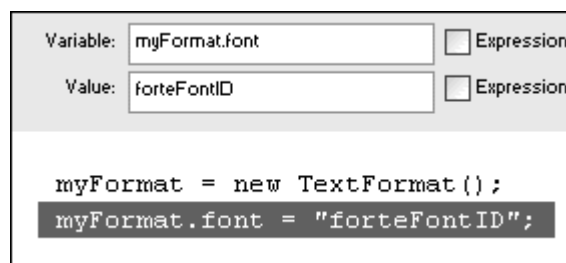 Variable: myFormat.font Expression
Value: forteFontID Expression
myFormat = new TextFormat();
myFormat.font = "forteFontID";